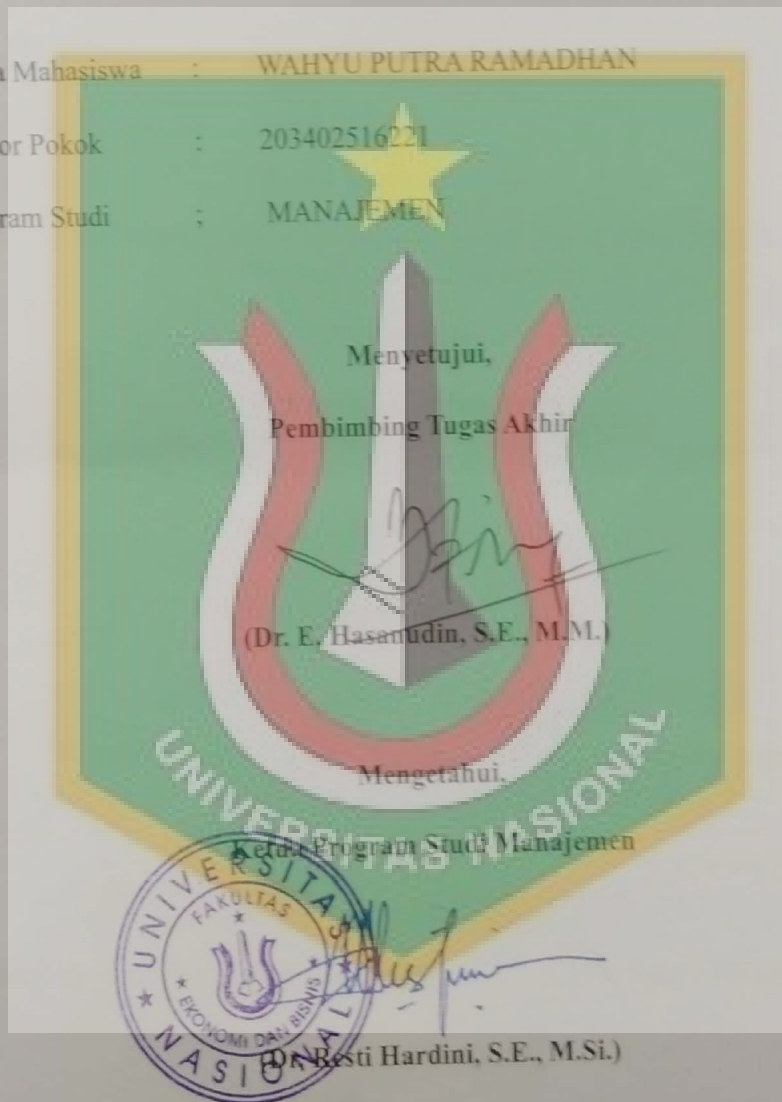 a Mahasiswa : WAHYU PUTRA RAMADHAN
or Pokok : 203402516221
ram Studi ; MANAJEMEN
Menyetujui,
Pembimbing Tugas Akhir
(Dr. E. Hasanudin, S.E., M.M.)
UNIVERSITAS NASIONAL
Mengetahui,
Ketua Program Studi Manajemen
UNIVERSITAS NASIONAL
FAKULTAS
EKONOMI DAN BISNIS
(Dr. Resti Hardini, S.E., M.Si.)